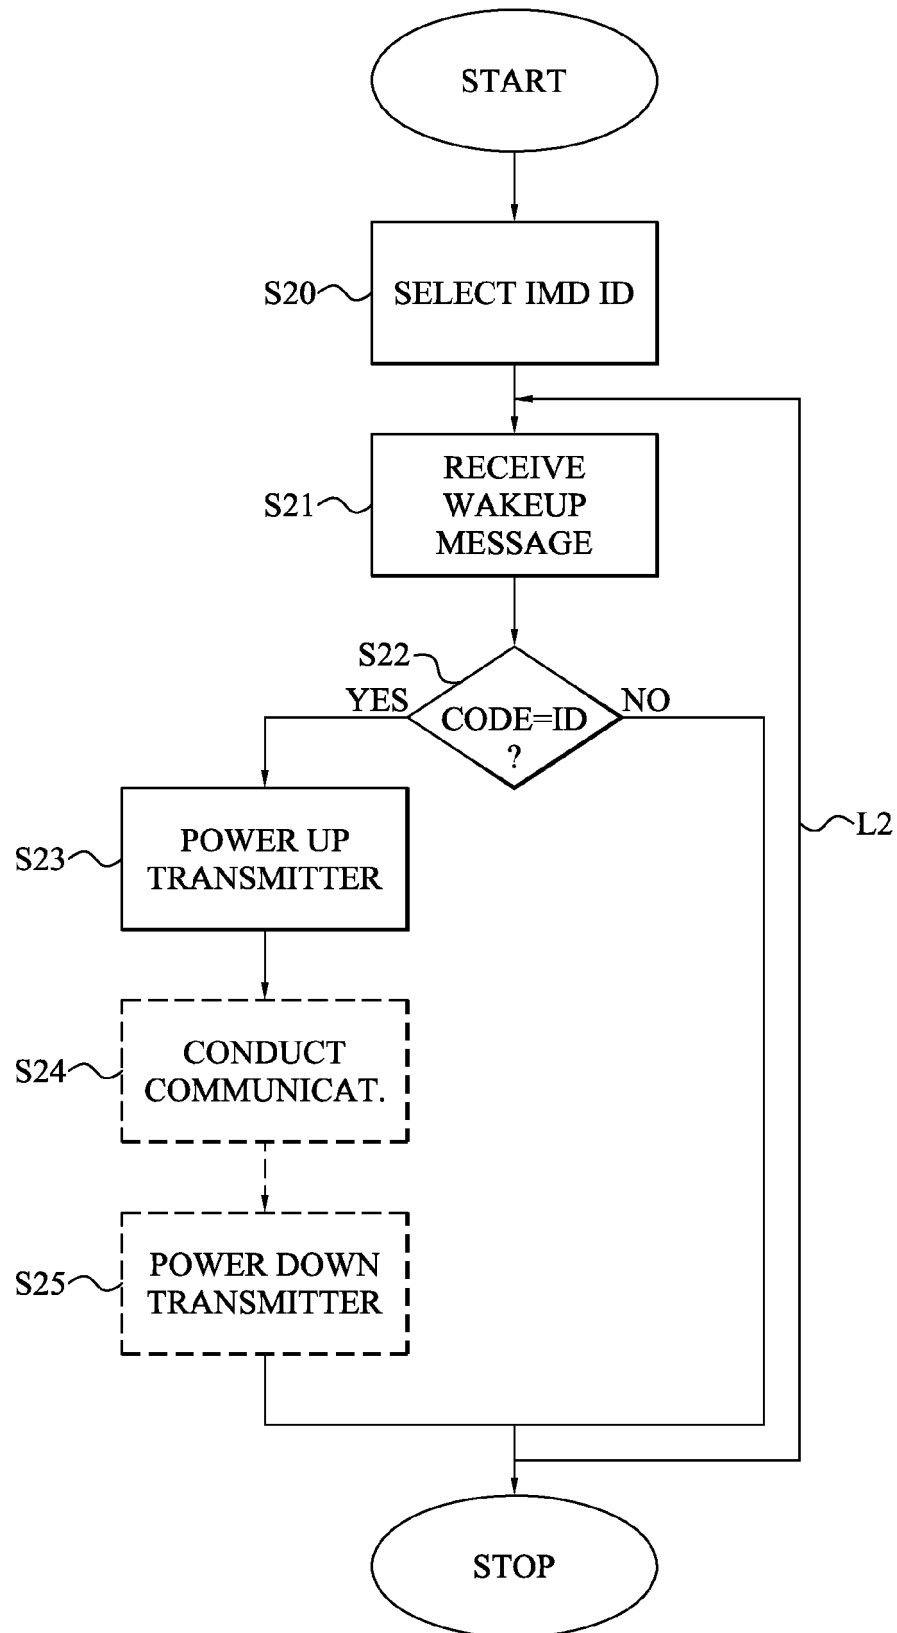 START
S20
SELECT IMD ID
S21
RECEIVE
WAKEUP
MESSAGE
S22
YES
NO
CODE=ID
?
L2
S23
POWER UP
TRANSMITTER
S24
CONDUCT
COMMUNICAT.
S25
POWER DOWN
TRANSMITTER
STOP